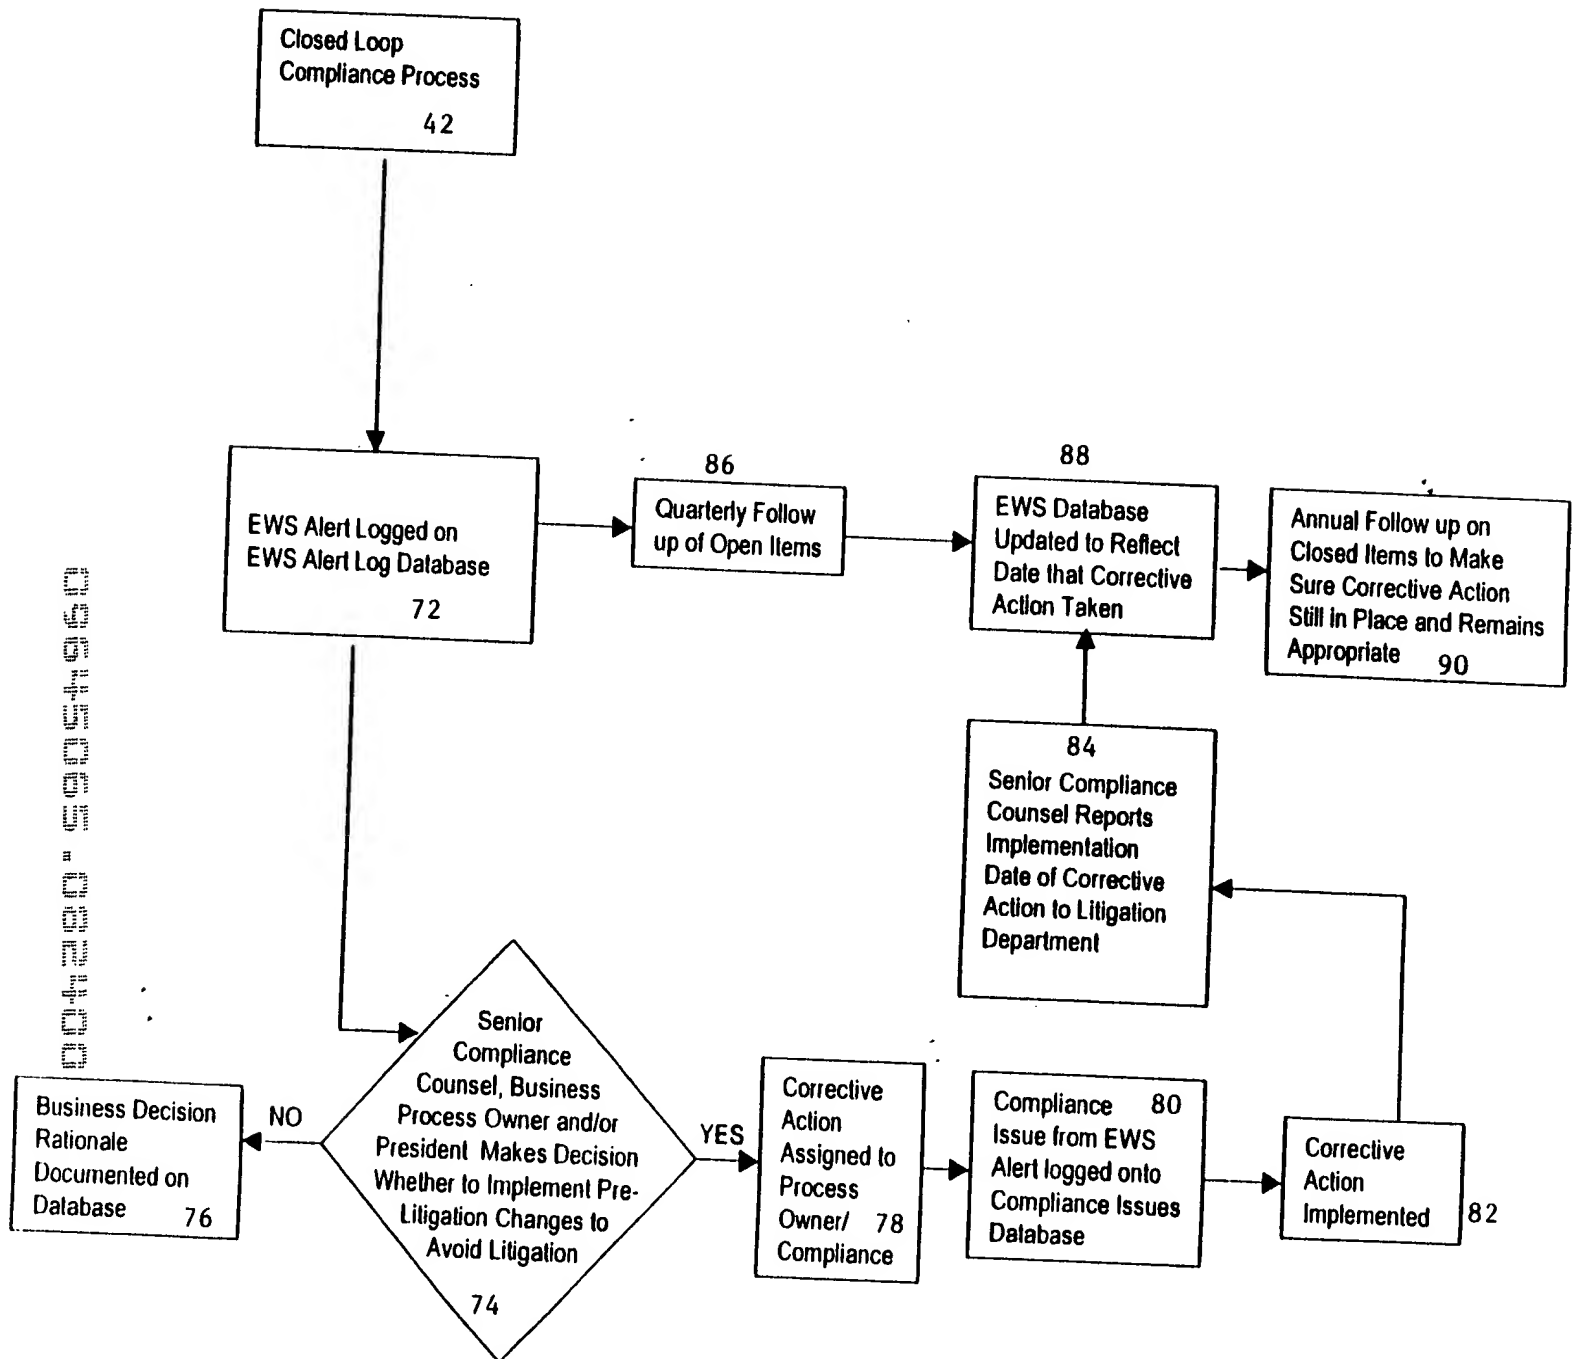 Closed Loop
Compliance Process
42
EWS Alert Logged on
EWS Alert Log Database
72
86
Quarterly Follow
up of Open Items
88
EWS Database
Updated to Reflect
Date that Corrective
Action Taken
Annual Follow up on
Closed Items to Make
Sure Corrective Action
Still in Place and Remains
Appropriate 90
84
Senior Compliance
Counsel Reports
Implementation
Date of Corrective
Action to Litigation
Department
09645065.082400
Senior
Compliance
Counsel, Business
Process Owner and/or
President Makes Decision
Whether to Implement Pre-
Litigation Changes to
Avoid Litigation
74
NO
Business Decision
Rationale
Documented on
Database 76
YES
Corrective
Action
Assigned to
Process
Owner/ 78
Compliance
Compliance 80
Issue from EWS
Alert logged onto
Compliance Issues
Database
Corrective
Action
Implemented 82